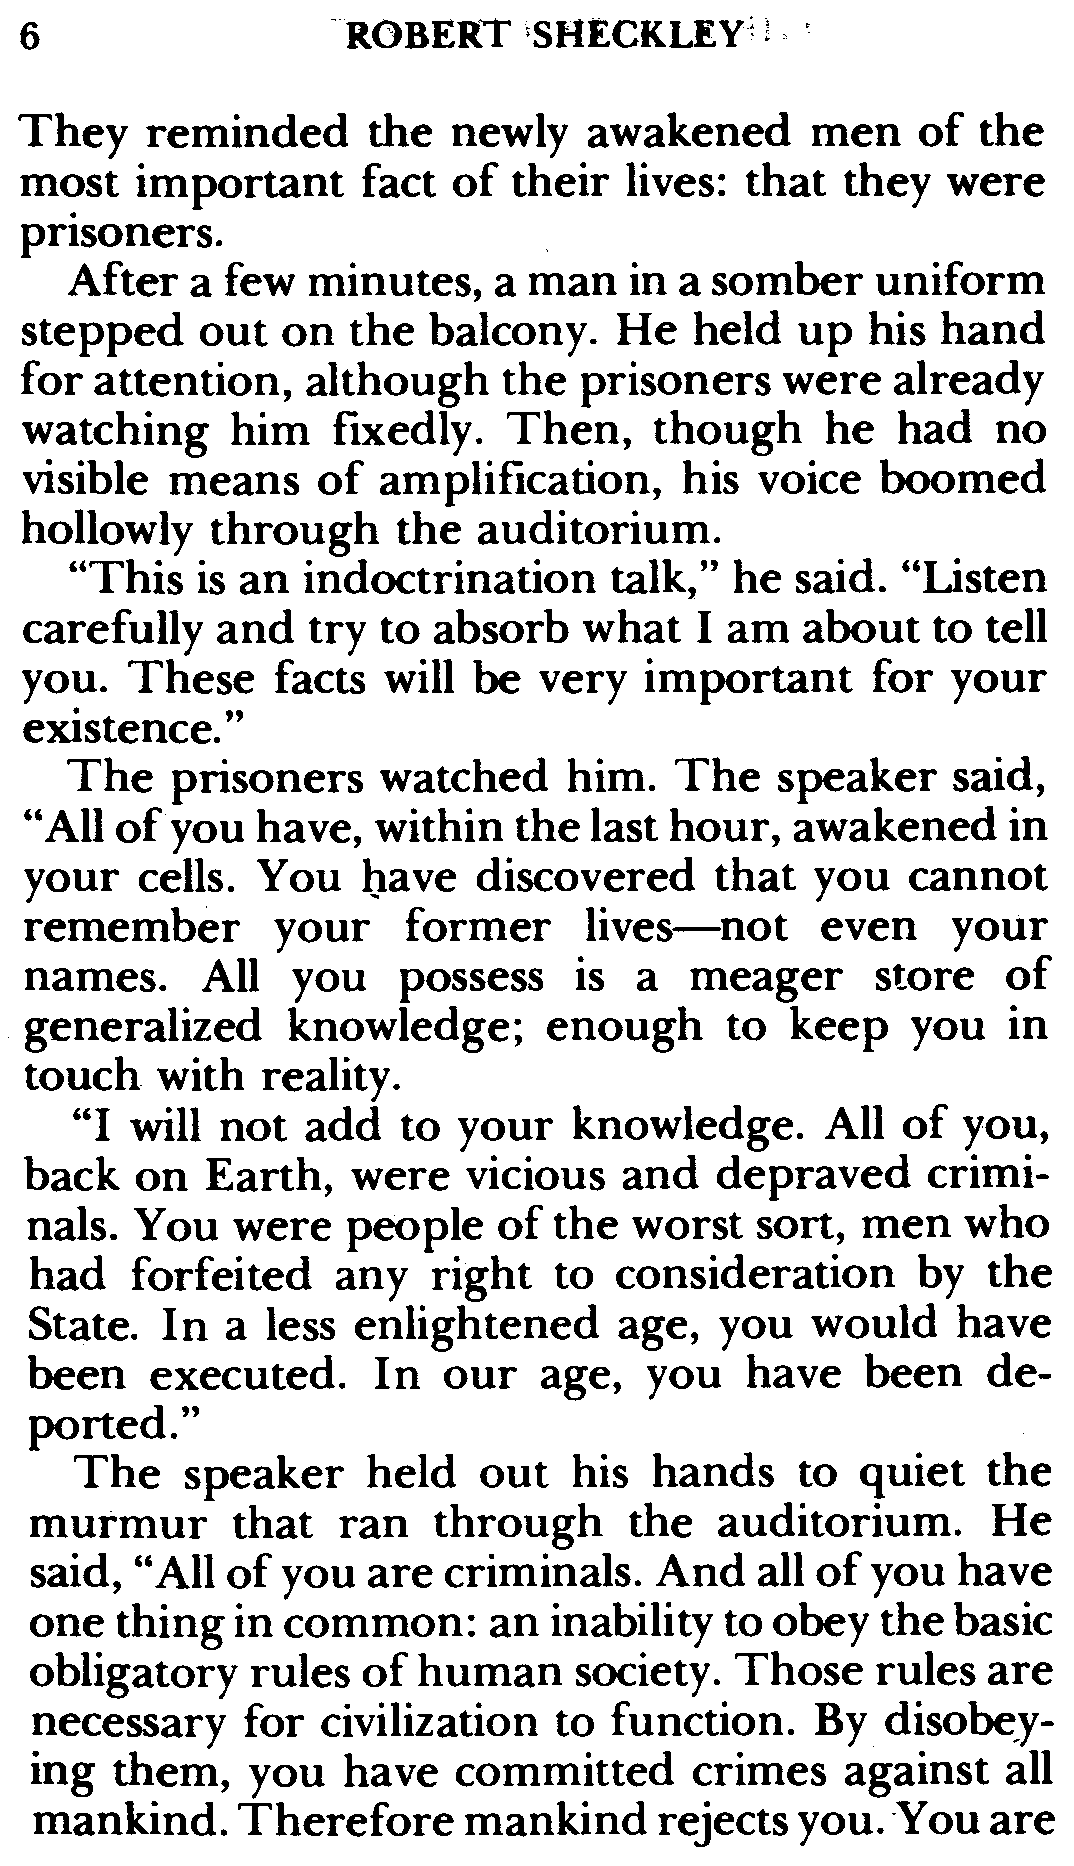 6 ROBERT SHECKLEY
They reminded the newly awakened men of the
most important fact of their lives: that they were
prisoners.
After a few minutes, a man in a somber uniform
stepped out on the balcony. He held up his hand
for attention, although the prisoners were already
watching him fixedly. Then, though he had no
visible means of amplification, his voice boomed
hollowly through the auditorium.
“This is an indoctrination talk,” he said. “Listen
carefully and try to absorb what I am about to tell
you. These facts will be very important for your
existence.”
The prisoners watched him. The speaker said,
“All of you have, within the last hour, awakened in
your cells. You have discovered that you cannot
remember your former lives—not even your
names. All you possess is a meager store of
generalized knowledge; enough to keep you in
touch with reality.
“I will not add to your knowledge. All of you,
back on Earth, were vicious and depraved crimi-
nals. You were people of the worst sort, men who
had forfeited any right to consideration by the
State. In a less enlightened age, you would have
been executed. In our age, you have been de-
ported.”
The speaker held out his hands to quiet the
murmur that ran through the auditorium. He
said, “All of you are criminals. And all of you have
one thing in common: an inability to obey the basic
obligatory rules of human society. Those rules are
necessary for civilization to function. By disobey-
ing them, you have committed crimes against all
mankind. Therefore mankind rejects you. You are